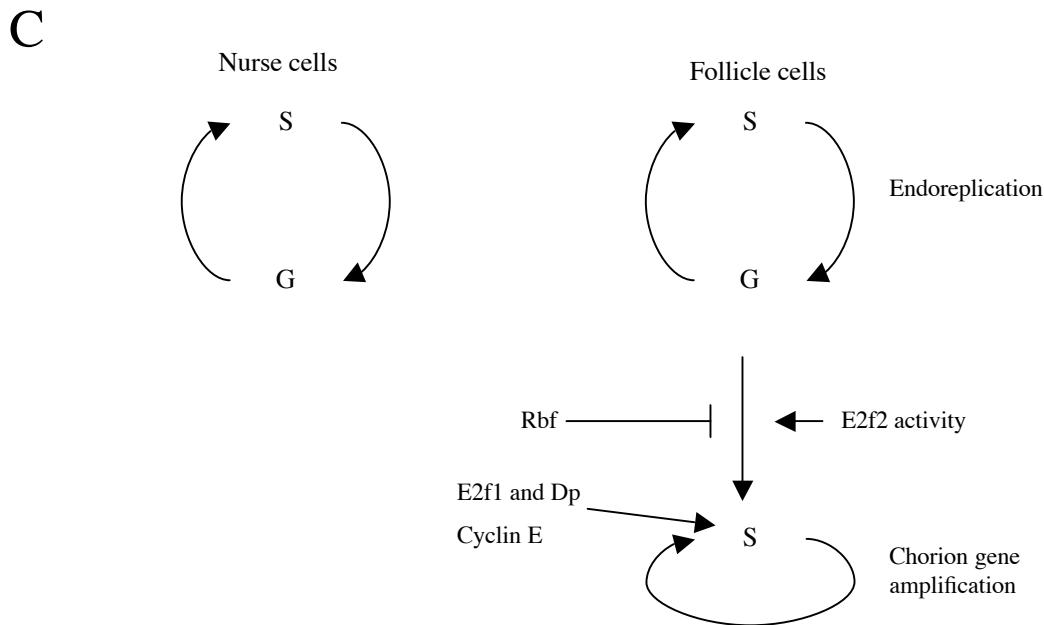 C
Nurse cells
Follicle cells
S
S
Endoreplication
G
G
Rbf
E2f2 activity
E2f1 and Dp
Cyclin E
S
Chorion gene
amplification